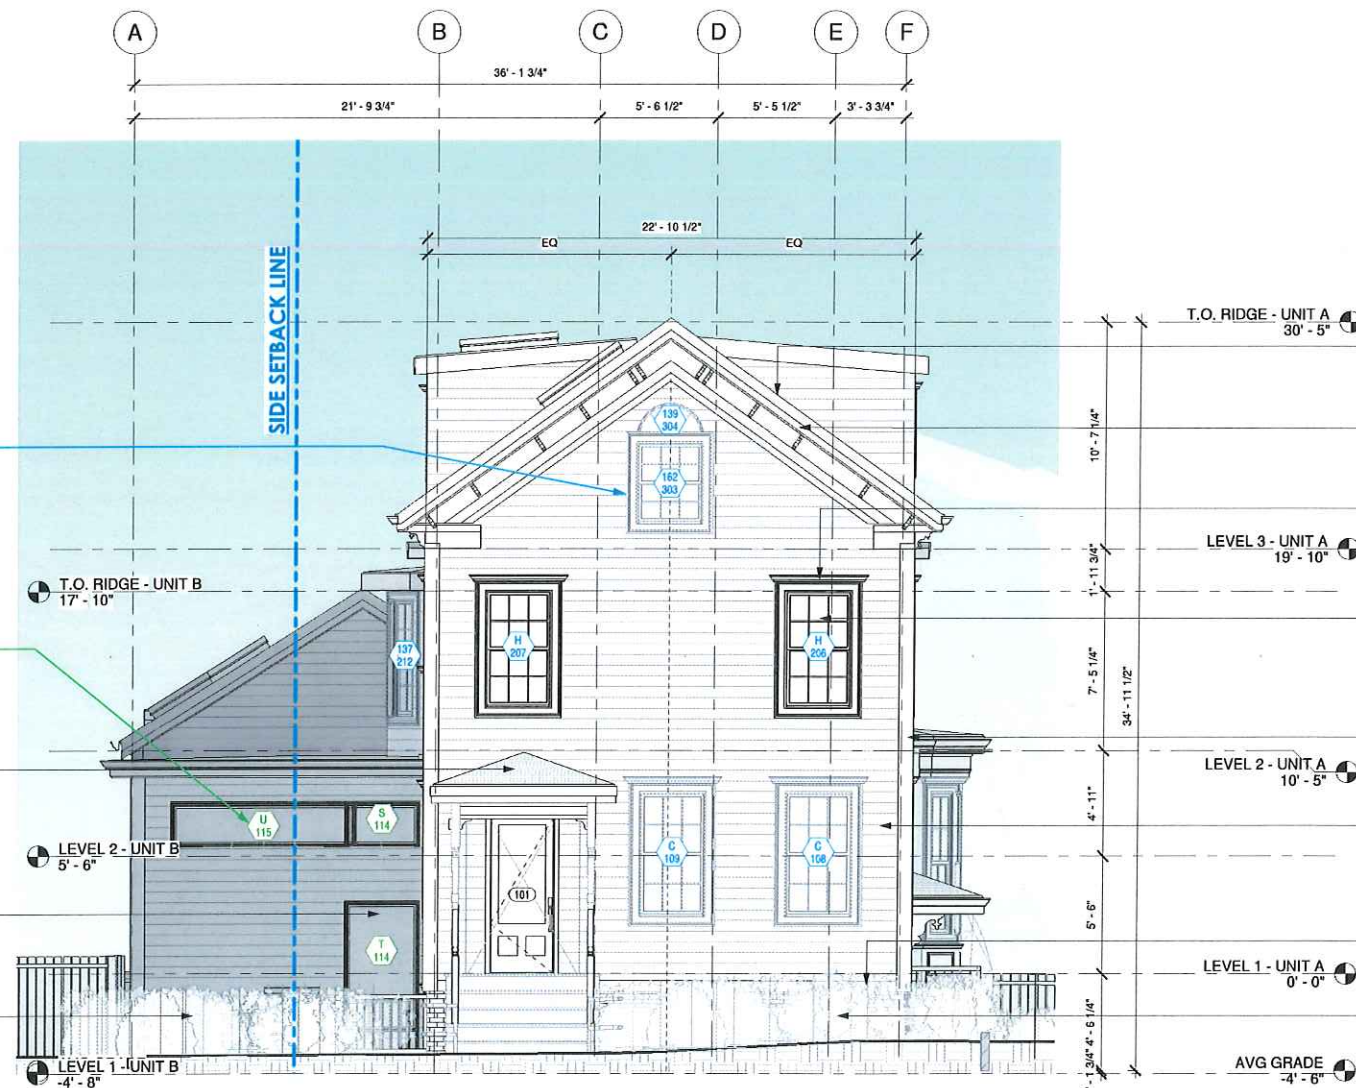 A B C D E F
36' - 1 3/4"
21' - 9 3/4" 5' - 6 1/2" 5' - 5 1/2" 3' - 3 3/4"
22' - 10 1/2"
EQ EQ
SIDE SETBACK LINE
T.O. RIDGE - UNIT A
30' - 5"
139
304
162
303
10' - 7 1/4"
LEVEL 3 - UNIT A
19' - 10"
1' - 11 3/4"
T.O. RIDGE - UNIT B
17' - 10"
137
212
H
207
H
206
7' - 5 1/4"
34' - 11 1/2"
LEVEL 2 - UNIT A
10' - 5"
U
115
S
114
4' - 11"
LEVEL 2 - UNIT B
5' - 6"
C
109
C
108
101
5' - 6"
T
114
LEVEL 1 - UNIT A
0' - 0"
4' - 6 1/4"
1 3/4"
LEVEL 1 - UNIT B
-4' - 8"
AVG GRADE
-4' - 6"